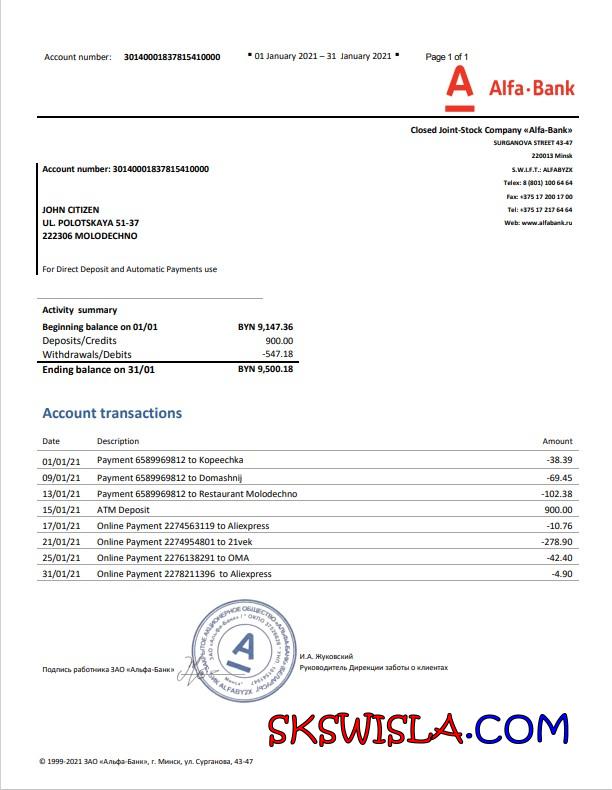 Account number: 30140001837815410000 ▪ 01 January 2021 – 31 January 2021 ▪ Page 1 of 1
A
Alfa·Bank
Closed Joint-Stock Company «Alfa-Bank»
SURGANOVA STREET 43-47
220013 Minsk
S.W.I.F.T.: ALFABYZX
Telex: 8 (801) 100 64 64
Fax: +375 17 200 17 00
Tel: +375 17 217 64 64
Web: www.alfabank.ru
Account number: 30140001837815410000
JOHN CITIZEN
UL. POLOTSKAYA 51-37
222306 MOLODECHNO
For Direct Deposit and Automatic Payments use
Activity summary
Beginning balance on 01/01 BYN 9,147.36
Deposits/Credits 900.00
Withdrawals/Debits -547.18
Ending balance on 31/01 BYN 9,500.18
Account transactions
Date Description Amount
01/01/21 Payment 6589969812 to Kopeechka -38.39
09/01/21 Payment 6589969812 to Domashnij -69.45
13/01/21 Payment 6589969812 to Restaurant Molodechno -102.38
15/01/21 ATM Deposit 900.00
17/01/21 Online Payment 2274563119 to Aliexpress -10.76
21/01/21 Online Payment 2274954801 to 21vek -278.90
25/01/21 Online Payment 2276138291 to OMA -42.40
31/01/21 Online Payment 2278211396 to Aliexpress -4.90
A
И.А. Жуковский
Подпись работника ЗАО «Альфа-Банк»
Руководитель Дирекции заботы о клиентах
SKSWISLA.COM
© 1999-2021 ЗАО «Альфа-Банк», г. Минск, ул. Сурганова, 43-47